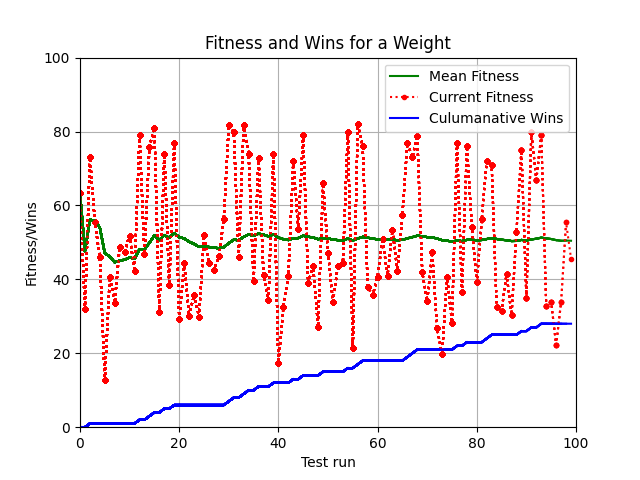 Fitness and Wins for a Weight
100
80
60
40
20
0
Fitness/Wins
Mean Fitness
Current Fitness
Culumanative Wins
0 20 40 60 80 100
Test run